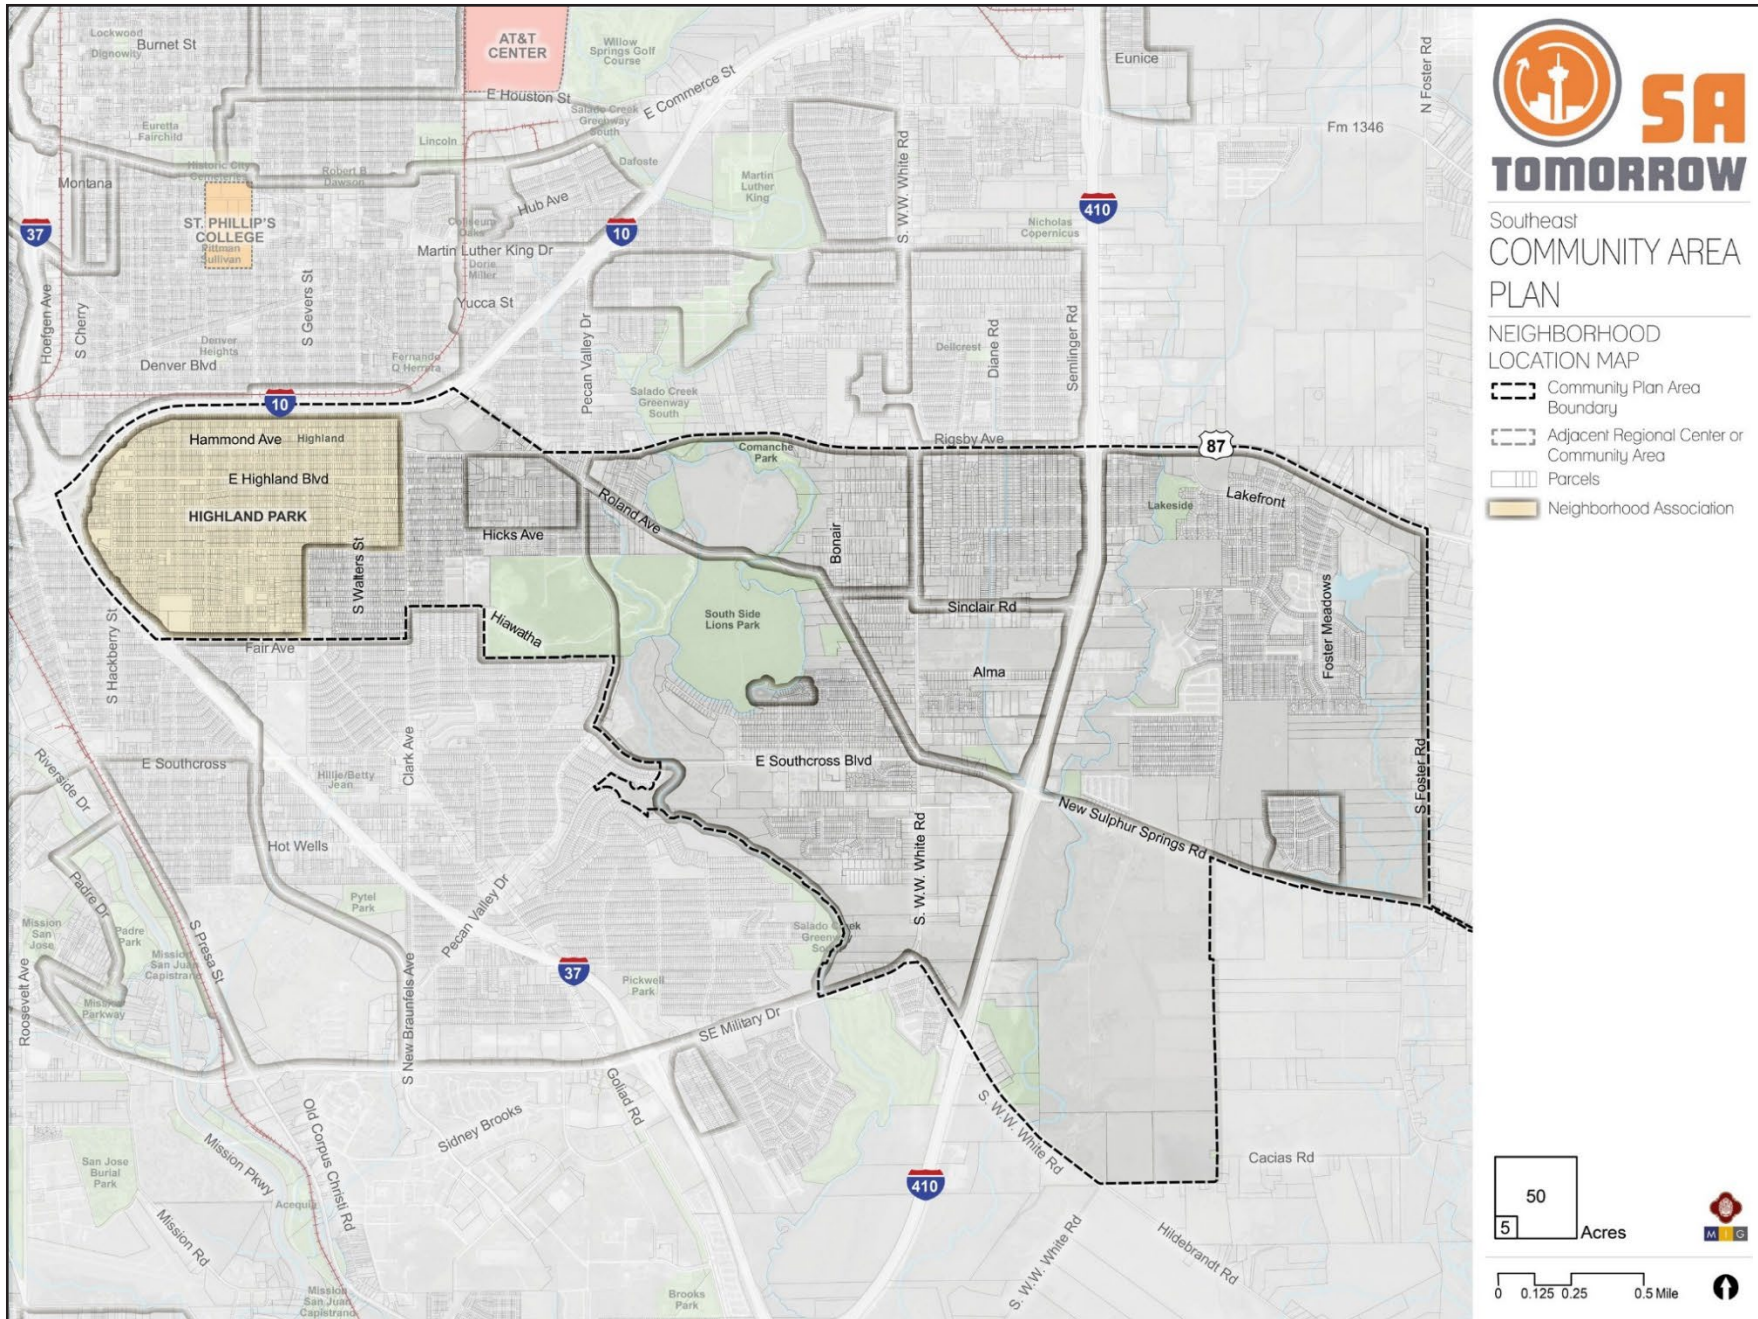 Lockwood
Dignowity
Burnet St
AT&T
CENTER
Willow
Springs Golf
Course
Eunice
N Foster Rd
E Houston St
E Commerce St
Salado Creek
Greenway
South
Euretta
Fairchild
Lincoln
Fm 1346
Historic City
Cemeteries
Robert B
Dawson
Dafoste
Martin
Luther
King
S. W.W. White Rd
Montana
ST. PHILLIP'S
COLLEGE
Pittman
Sullivan
Hub Ave
Coliseum
Oaks
37
10
410
Nicholas
Copernicus
Martin Luther King Dr
Dorie
Miller
Yucca St
Hoefgen Ave
S Cherry
S Gevers St
Denver
Heights
Denver Blvd
Fernando
O Herrera
Pecan Valley Dr
Dellcrest
Diane Rd
Semlinger Rd
Salado Creek
Greenway
South
10
Hammond Ave
Highland
Rigsby Ave
87
Comanche
Park
E Highland Blvd
HIGHLAND PARK
Roland Ave
Lakefront
Lakeside
Hicks Ave
Bonair
S Walters St
Hiawatha
South Side
Lions Park
Sinclair Rd
Foster Meadows
S Hackberry St
Fair Ave
Alma
Riverside Dr
E Southcross
Hillje/Betty
Jean
Clark Ave
E Southcross Blvd
S Foster Rd
New Sulphur Springs Rd
Hot Wells
S. W.W. White Rd
Padre Dr
Pytel
Park
Pecan Valley Dr
Mission
San
Jose
Padre
Park
S Presa St
Mission
San Juan
Capistrano
Salado Creek
Greenway
South
37
Pickwell
Park
Roosevelt Ave
Mission
Parkway
S New Braunfels Ave
SE Military Dr
Goliad Rd
S. W.W. White Rd
Old Corpus Christi Rd
Sidney Brooks
Mission Pkwy
San Jose
Burial
Park
Acequia
Cacias Rd
410
Mission Rd
S. W.W. White Rd
Hildebrandt Rd
Mission
San Juan
Capistrano
Brooks
Park
SA
TOMORROW
Southeast
COMMUNITY AREA
PLAN
NEIGHBORHOOD
LOCATION MAP
Community Plan Area
Boundary
Adjacent Regional Center or
Community Area
Parcels
Neighborhood Association
50
5
Acres
M I G
0 0.125 0.25 0.5 Mile